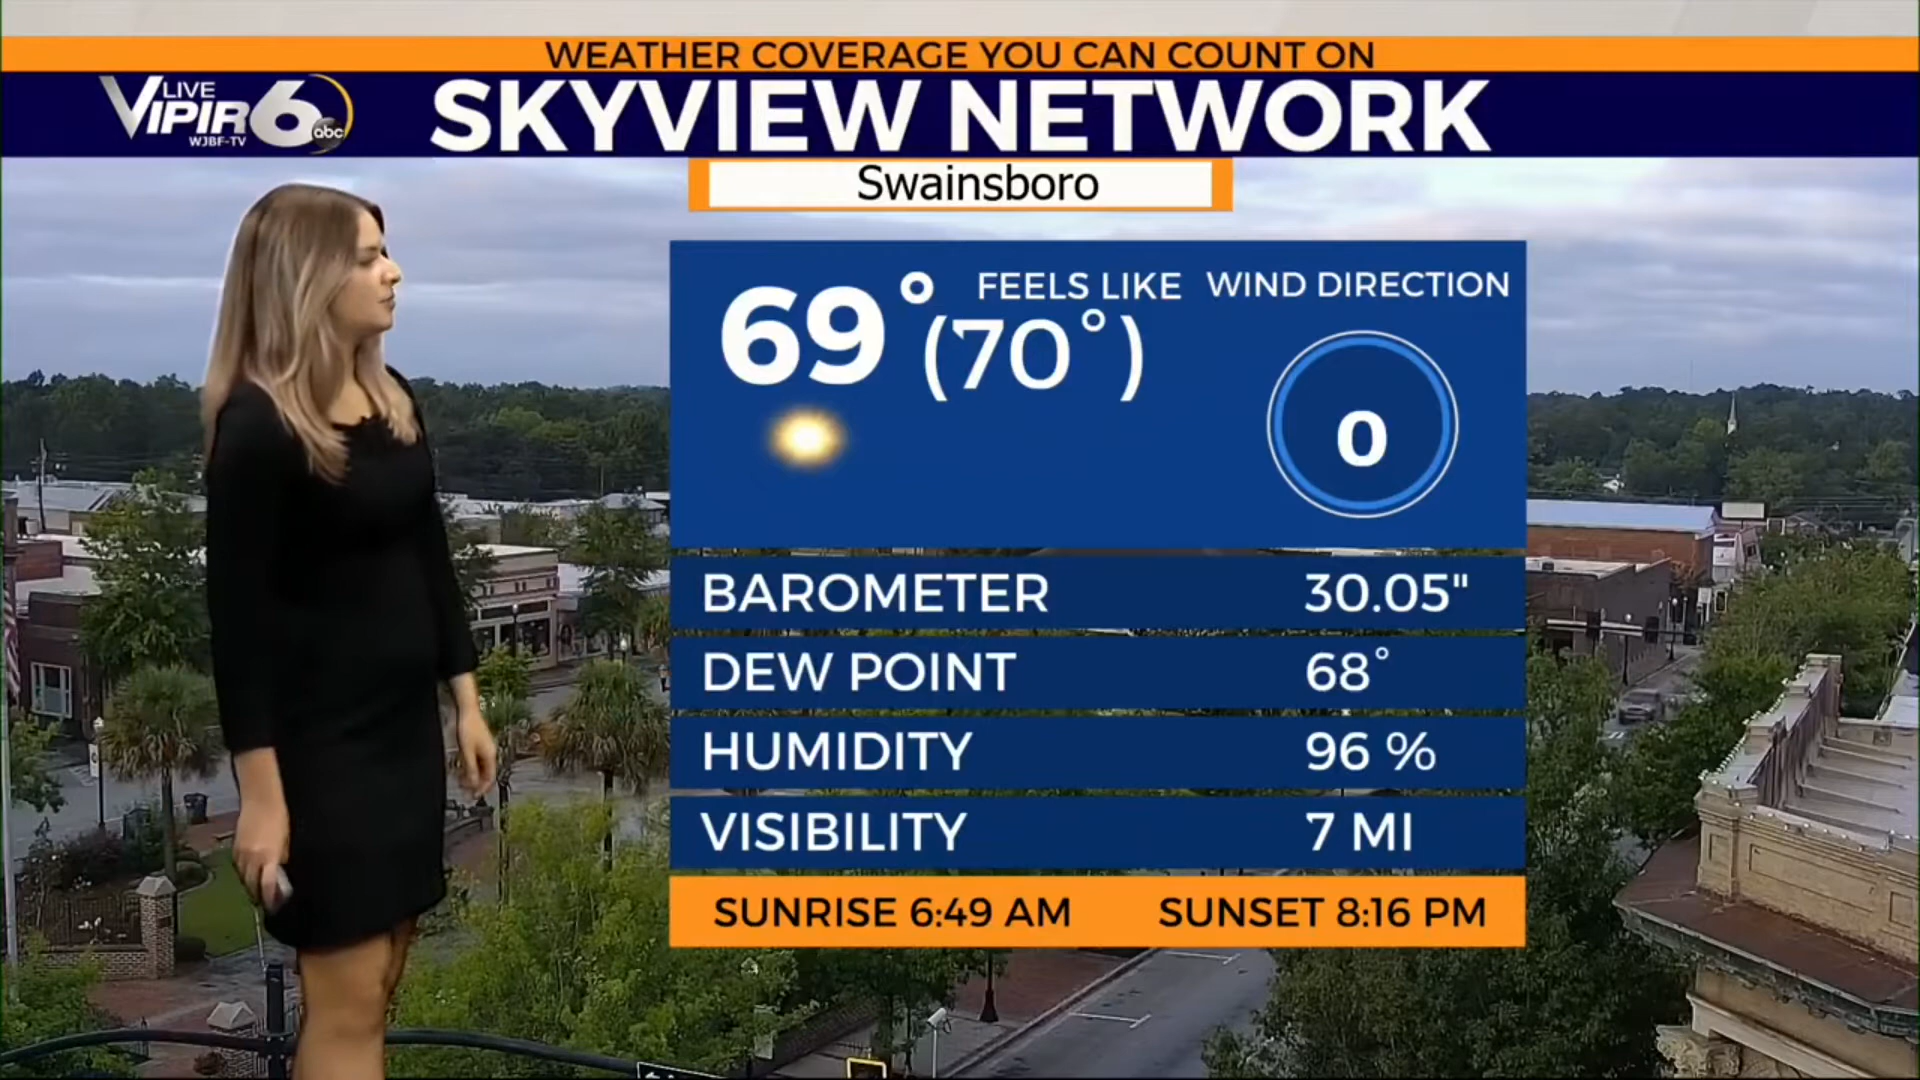 WEATHER COVERAGE YOU CAN COUNT ON
LIVE
VIPIR 6
abc
WJBF-TV
SKYVIEW NETWORK
Swainsboro
69° FEELS LIKE (70°)
WIND DIRECTION
0
BAROMETER 30.05"
DEW POINT 68°
HUMIDITY 96 %
VISIBILITY 7 MI
SUNRISE 6:49 AM SUNSET 8:16 PM